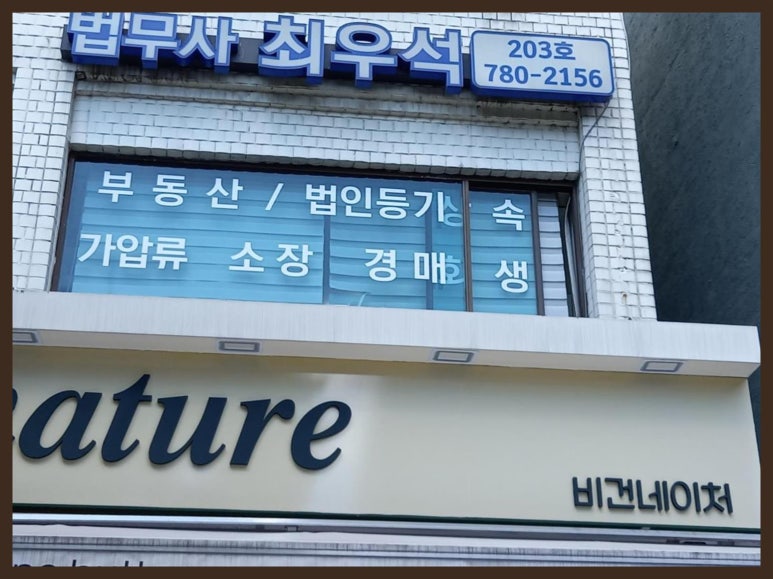 법무사 최우석
203호
780-2156
부동산 / 법인등기 상속
가압류 소장 경매 회생
nature
비건네이처